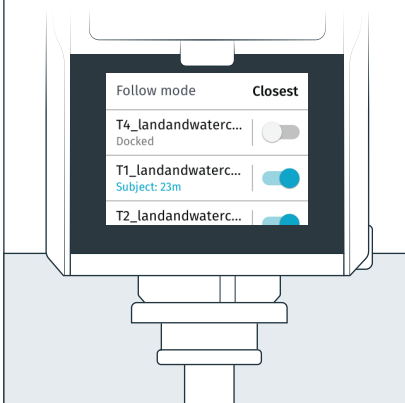 Follow mode Closest
T4_landandwaterc...
Docked
T1_landandwaterc...
Subject: 23m
T2_landandwaterc...